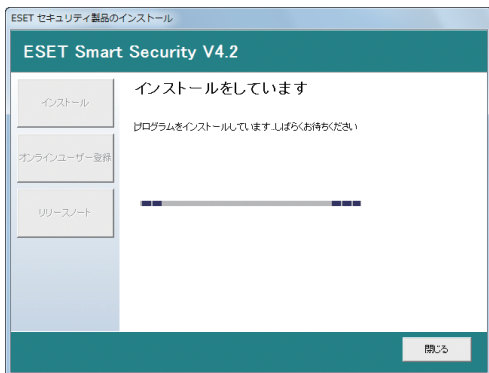 ESET セキュリティ製品のインストール
ESET Smart Security V4.2
インストール
オンラインユーザー登録
リリースノート
インストールをしています
プログラムをインストールしています...しばらくお待ちください
閉じる